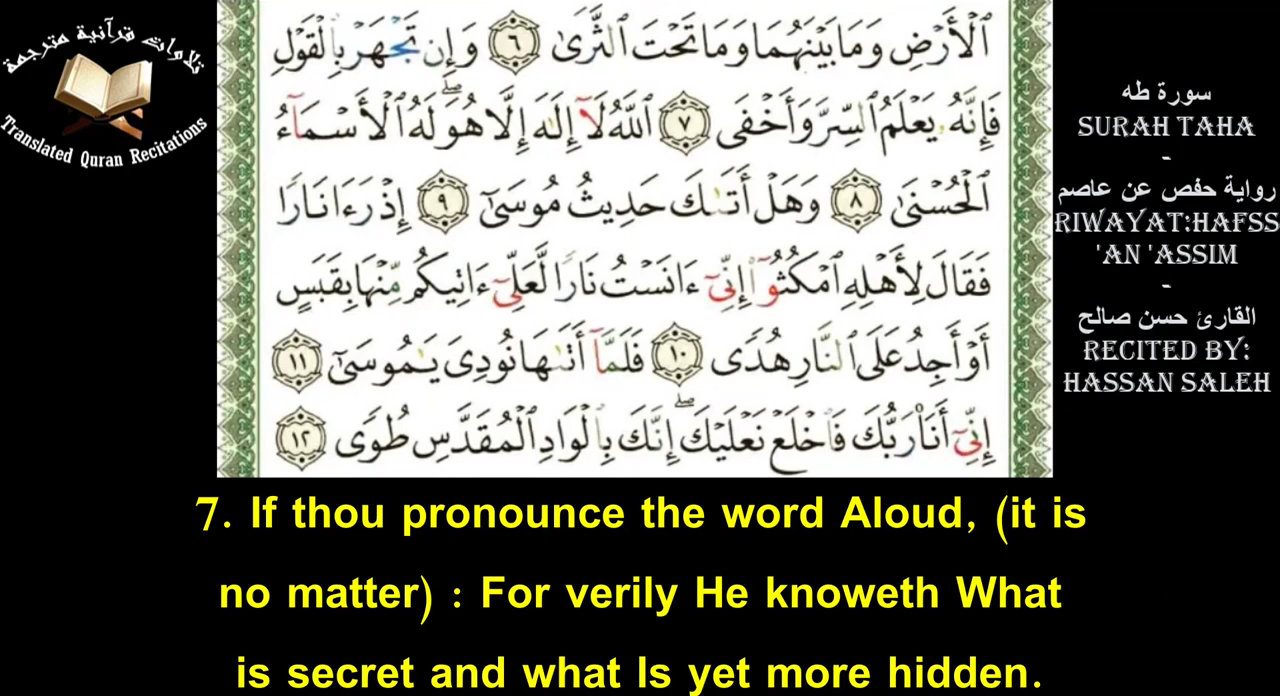 تلاوات قرآنية مترجمة
Translated Quran Recitations
ٱلْأَرْضِ وَمَا بَيْنَهُمَا وَمَا تَحْتَ ٱلثَّرَىٰ ٦ وَإِن تَجْهَرْ بِٱلْقَوْلِ
فَإِنَّهُۥ يَعْلَمُ ٱلسِّرَّ وَأَخْفَى ٧ ٱللَّهُ لَآ إِلَٰهَ إِلَّا هُوَۖ لَهُ ٱلْأَسْمَآءُ
ٱلْحُسْنَىٰ ٨ وَهَلْ أَتَىٰكَ حَدِيثُ مُوسَىٰٓ ٩ إِذْ رَءَا نَارًا
فَقَالَ لِأَهْلِهِ ٱمْكُثُوٓا۟ إِنِّىٓ ءَانَسْتُ نَارًا لَّعَلِّىٓ ءَاتِيكُم مِّنْهَا بِقَبَسٍ
أَوْ أَجِدُ عَلَى ٱلنَّارِ هُدًى ١٠ فَلَمَّآ أَتَىٰهَا نُودِىَ يَٰمُوسَىٰٓ ١١
إِنِّىٓ أَنَا۠ رَبُّكَ فَٱخْلَعْ نَعْلَيْكَۖ إِنَّكَ بِٱلْوَادِ ٱلْمُقَدَّسِ طُوًى ١٢
سورة طه
SURAH TAHA
-
رواية حفص عن عاصم
RIWAYAT:HAFSS
'AN 'ASSIM
-
القارئ حسن صالح
RECITED BY:
HASSAN SALEH
7. If thou pronounce the word Aloud, (it is
no matter) : For verily He knoweth What
is secret and what Is yet more hidden.